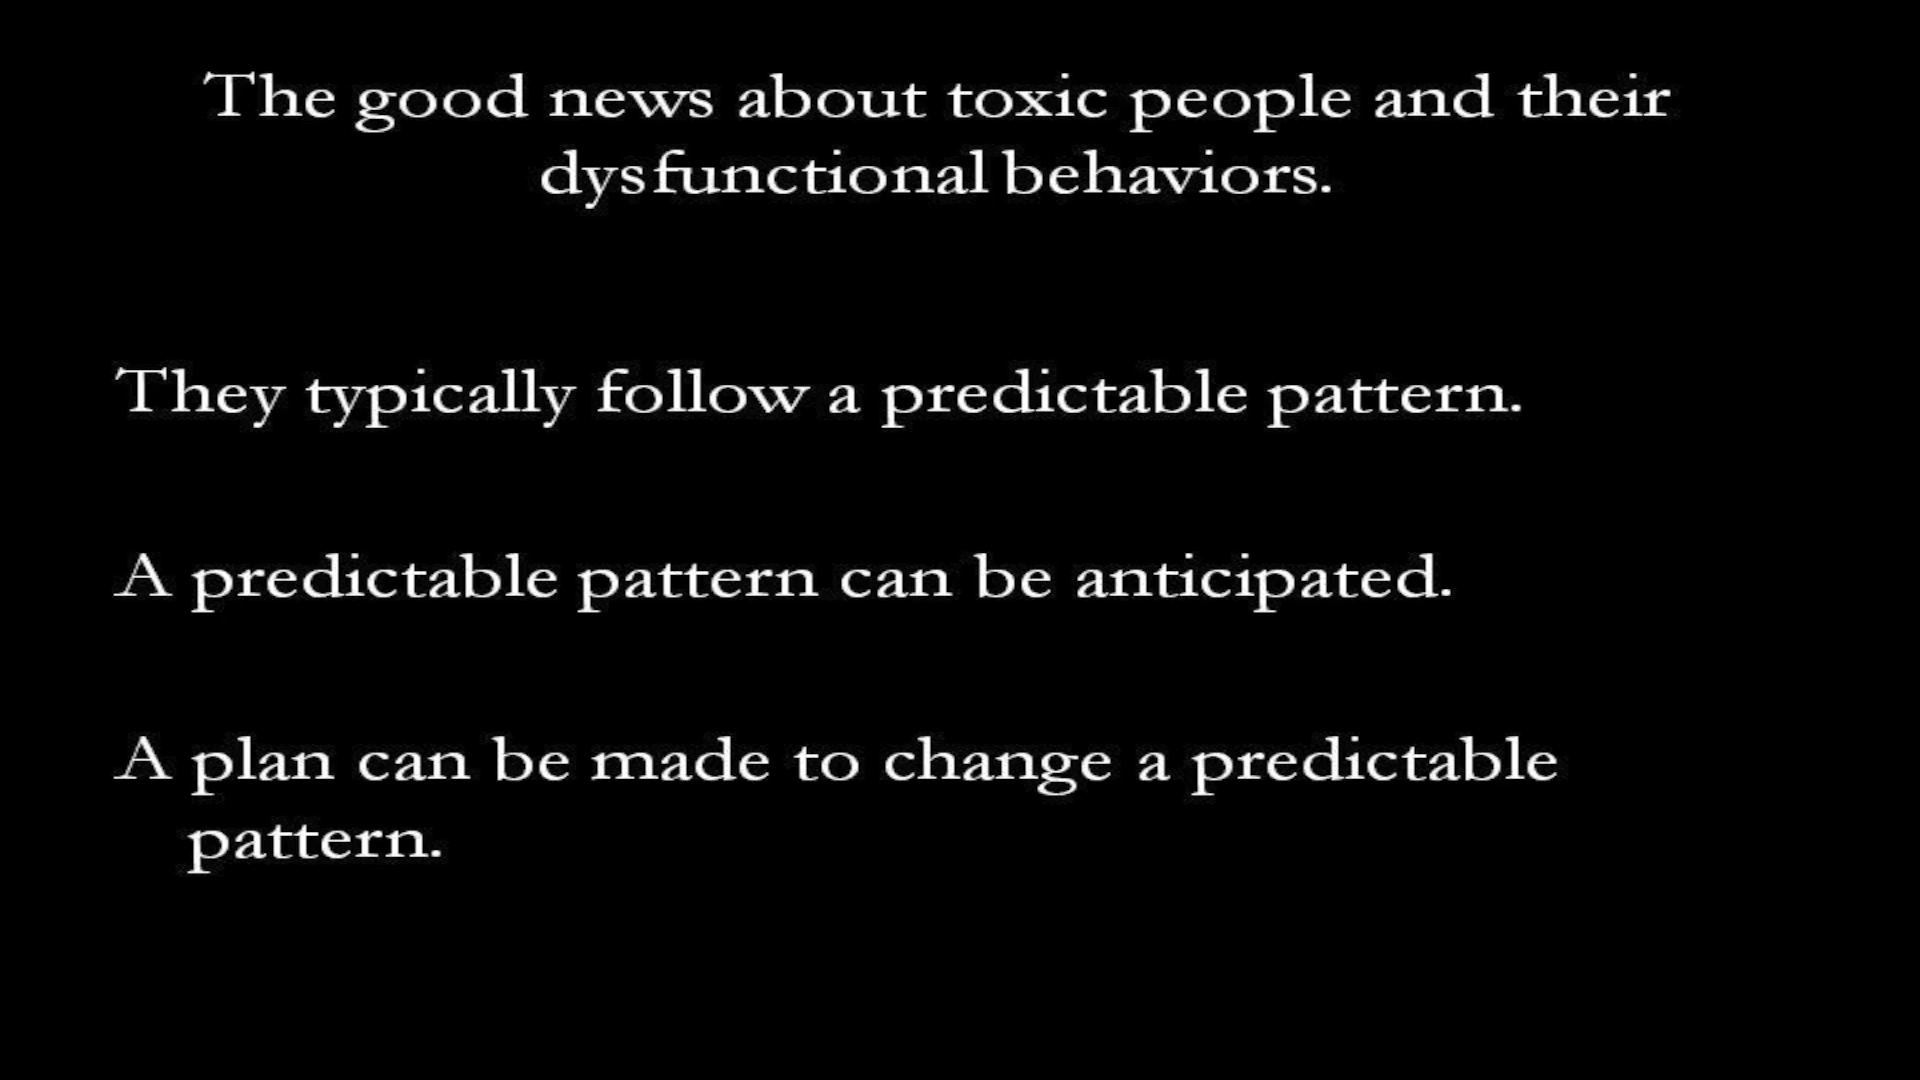 The good news about toxic people and their
dysfunctional behaviors.
They typically follow a predictable pattern.
A predictable pattern can be anticipated.
A plan can be made to change a predictable
pattern.